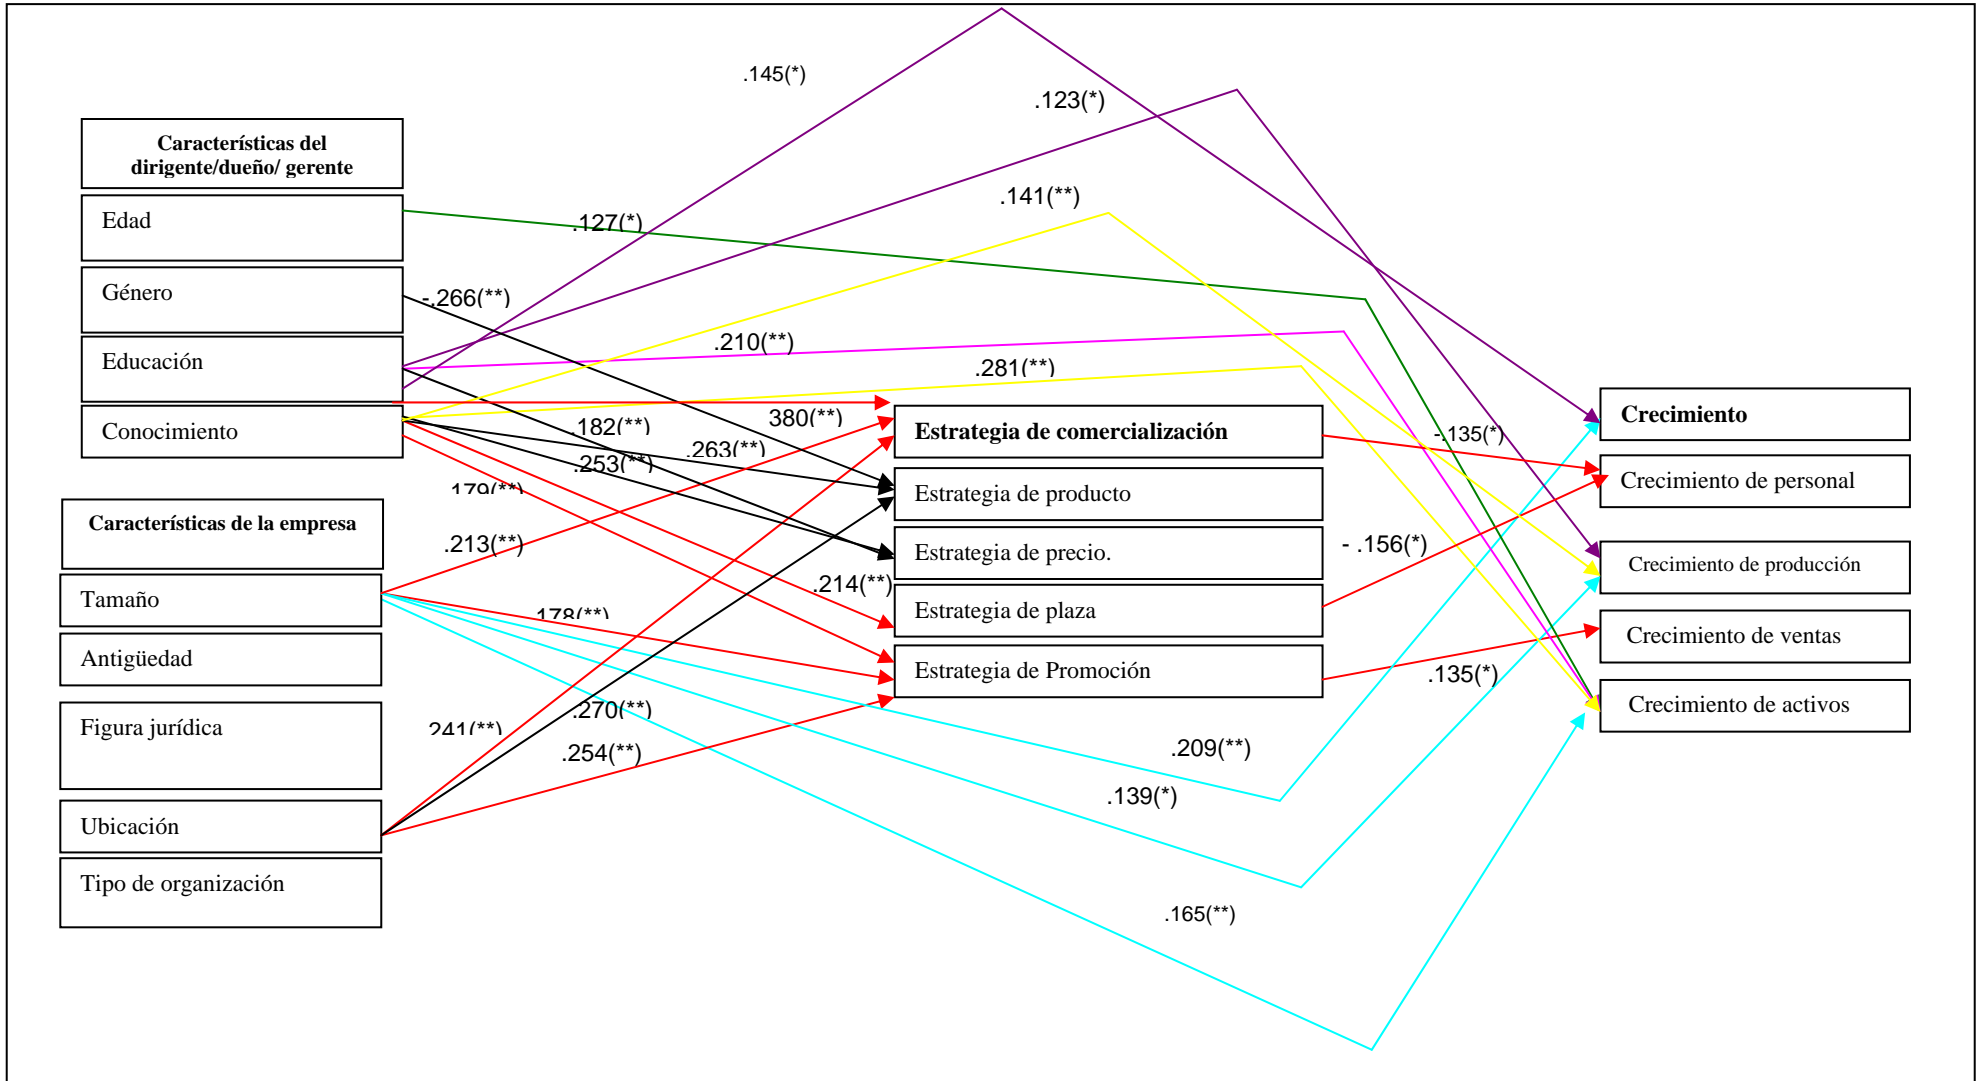 .145(*)
.123(*)
Características del
dirigente/dueño/ gerente
.141(**)
Edad
.127(*)
Género
-.266(**)
Educación
.210(**)
.281(**)
Conocimiento
.182(**)
380(**)
.263(**)
.253(**)
179(**)
Estrategia de comercialización
-.135(*)
Crecimiento
Crecimiento de personal
Estrategia de producto
Características de la empresa
.213(**)
Estrategia de precio.
- .156(*)
Crecimiento de producción
Tamaño
.214(**)
178(**)
Estrategia de plaza
Crecimiento de ventas
Antigüedad
Estrategia de Promoción
.135(*)
Crecimiento de activos
Figura jurídica
241(**)
.270(**)
.254(**)
.209(**)
.139(*)
Ubicación
Tipo de organización
.165(**)